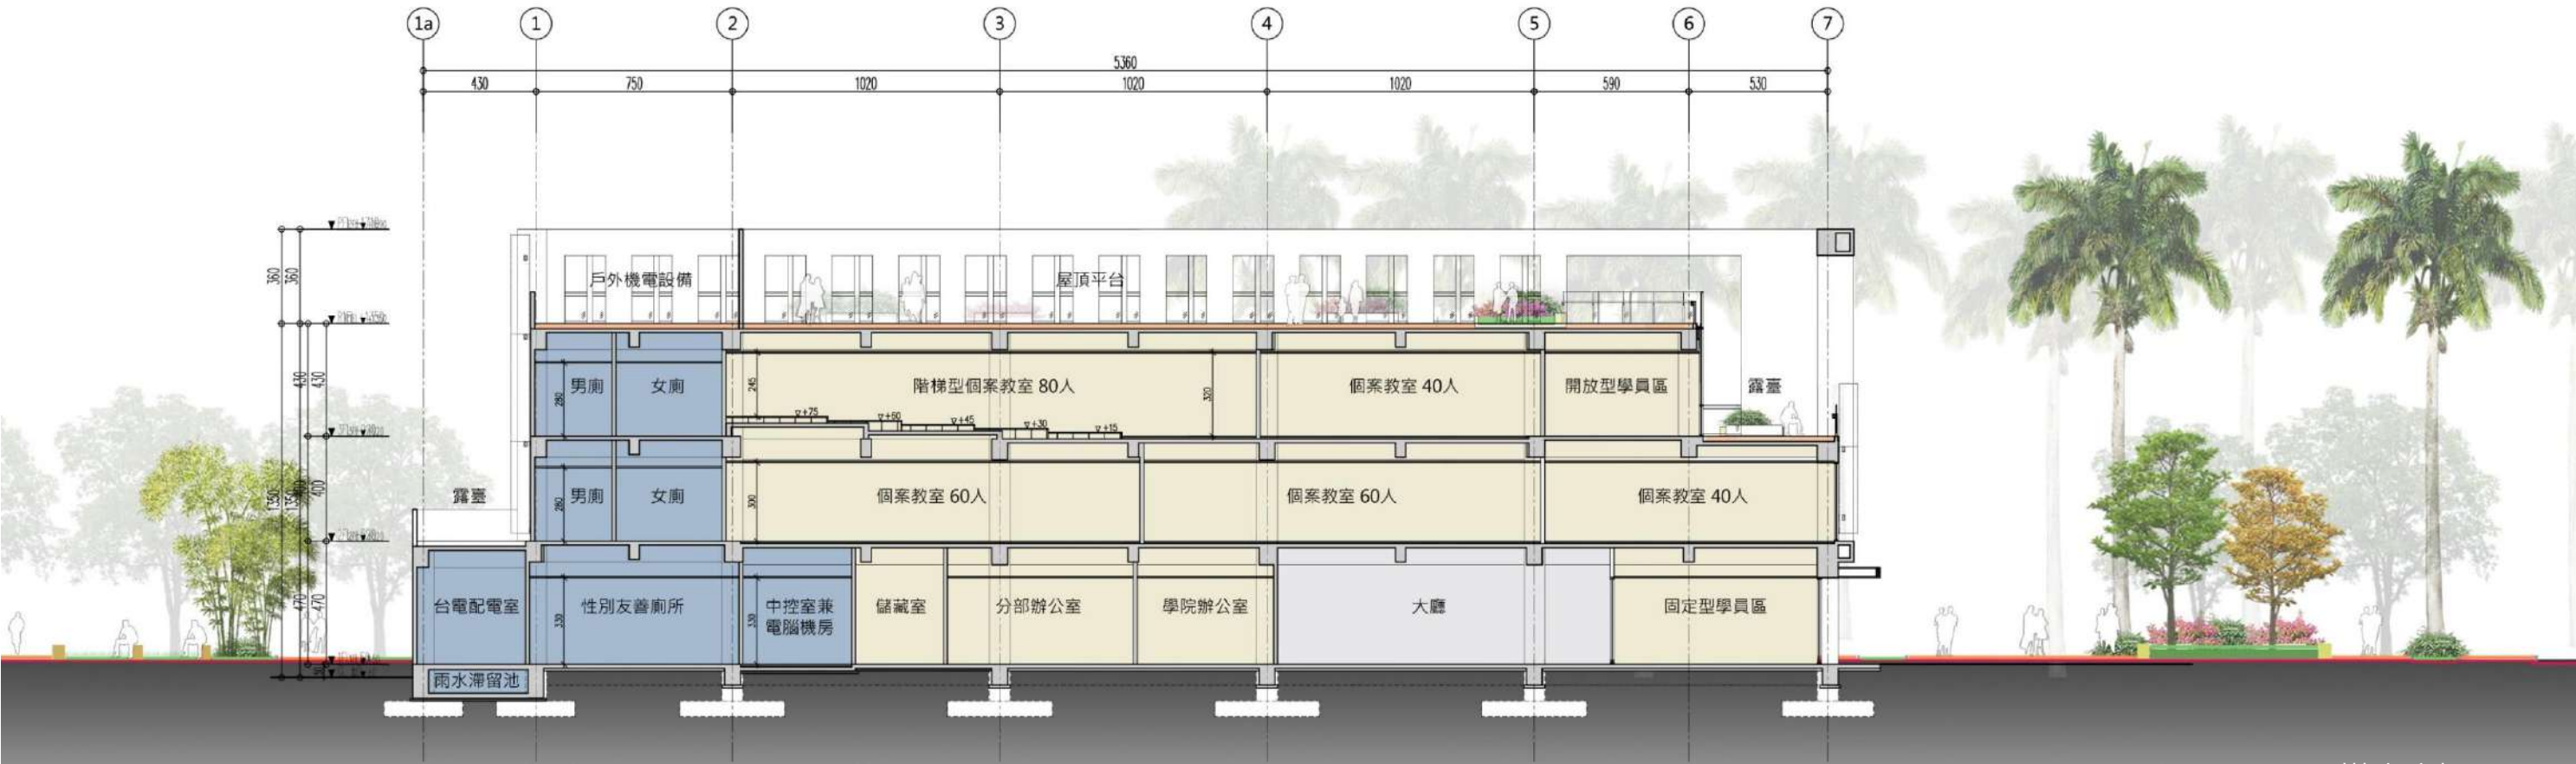 1a 1 2 3 4 5 6 7
5360
430 750 1020 1020 1020 590 530
360 360
戶外機電設備 屋頂平台
430 430
280 男廁 女廁 245 階梯型個案教室 80人 320 個案教室 40人 開放型學員區 露臺
+75 +60 +45 +30 +15
400
露臺 280 男廁 女廁 300 個案教室 60人 個案教室 60人 個案教室 40人
470 470
台電配電室 330 性別友善廁所 330 中控室兼 儲藏室 分部辦公室 學院辦公室 大廳 固定型學員區
電腦機房
雨水滯留池